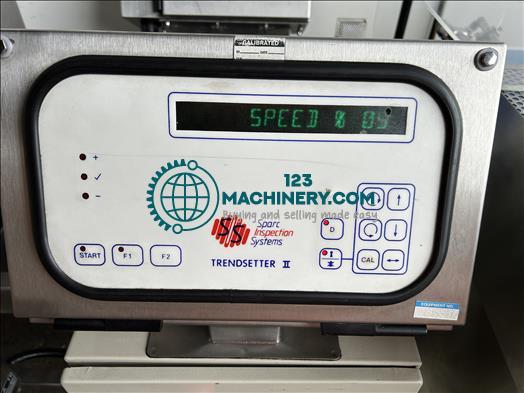 CALIBRATED
SPEED % 05
+
✓
-
123
MACHINERY.COM
Buying and selling made easy
SIS
Sparc
Inspection
Systems
TRENDSETTER II
START
F1
F2
D
CAL
EQUIPMENT NO.